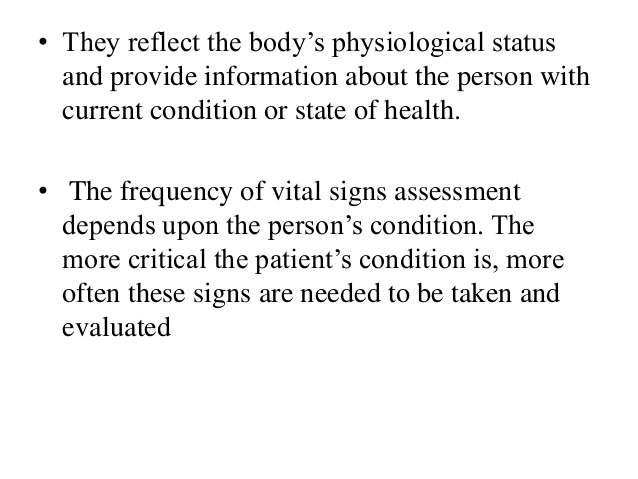 • They reflect the body’s physiological status
and provide information about the person with
current condition or state of health.
• The frequency of vital signs assessment
depends upon the person’s condition. The
more critical the patient’s condition is, more
often these signs are needed to be taken and
evaluated